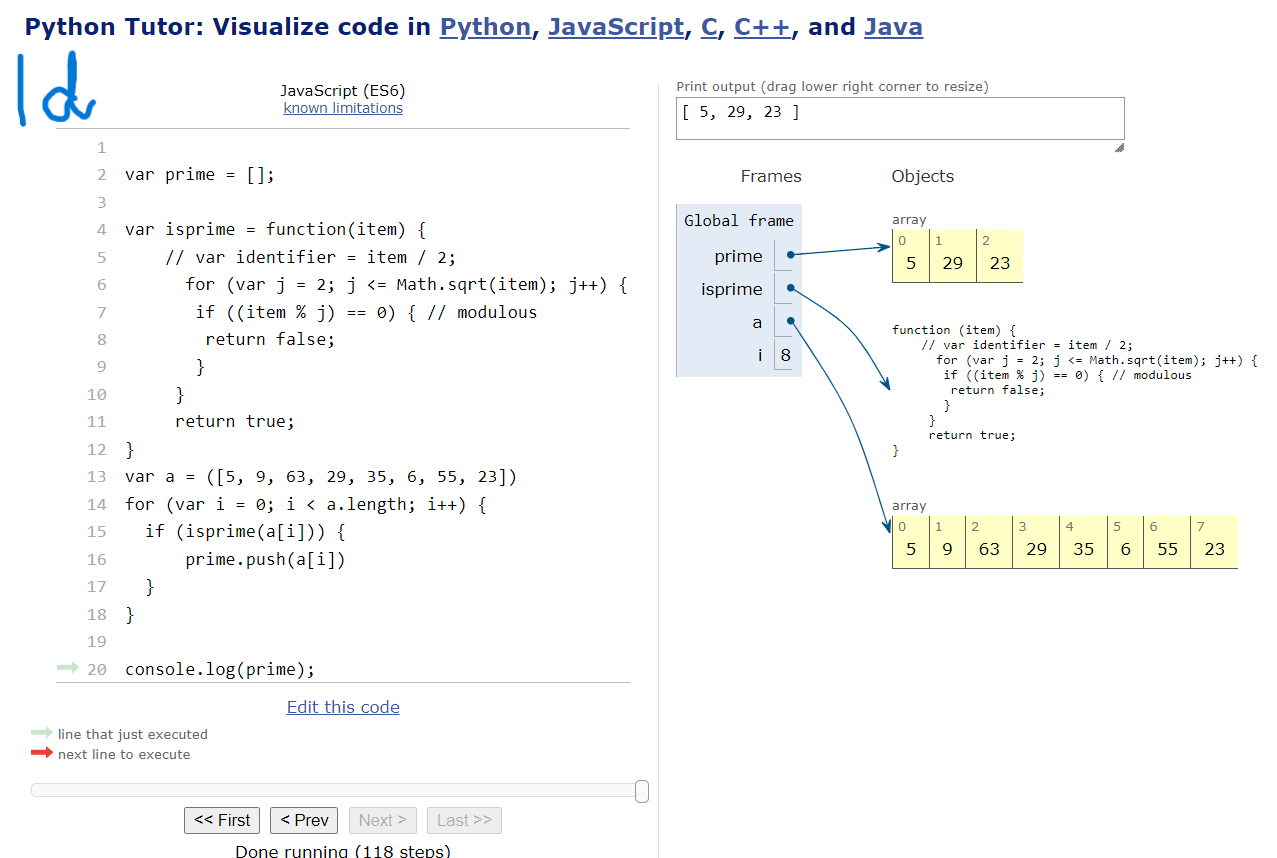 Python Tutor: Visualize code in Python, JavaScript, C, C++, and Java
1d
JavaScript (ES6)
known limitations
1
2 var prime = [];
3
4 var isprime = function(item) {
5 // var identifier = item / 2;
6 for (var j = 2; j <= Math.sqrt(item); j++) {
7 if ((item % j) == 0) { // modulous
8 return false;
9 }
10 }
11 return true;
12 }
13 var a = ([5, 9, 63, 29, 35, 6, 55, 23])
14 for (var i = 0; i < a.length; i++) {
15 if (isprime(a[i])) {
16 prime.push(a[i])
17 }
18 }
19
20 console.log(prime);
Edit this code
line that just executed
next line to execute
<< First < Prev Next > Last >>
Done running (118 steps)
Print output (drag lower right corner to resize)
[ 5, 29, 23 ]
Frames Objects
Global frame
prime
isprime
a
i 8
array
0 1 2
5 29 23
function (item) {
// var identifier = item / 2;
for (var j = 2; j <= Math.sqrt(item); j++) {
if ((item % j) == 0) { // modulous
return false;
}
}
return true;
}
array
0 1 2 3 4 5 6 7
5 9 63 29 35 6 55 23